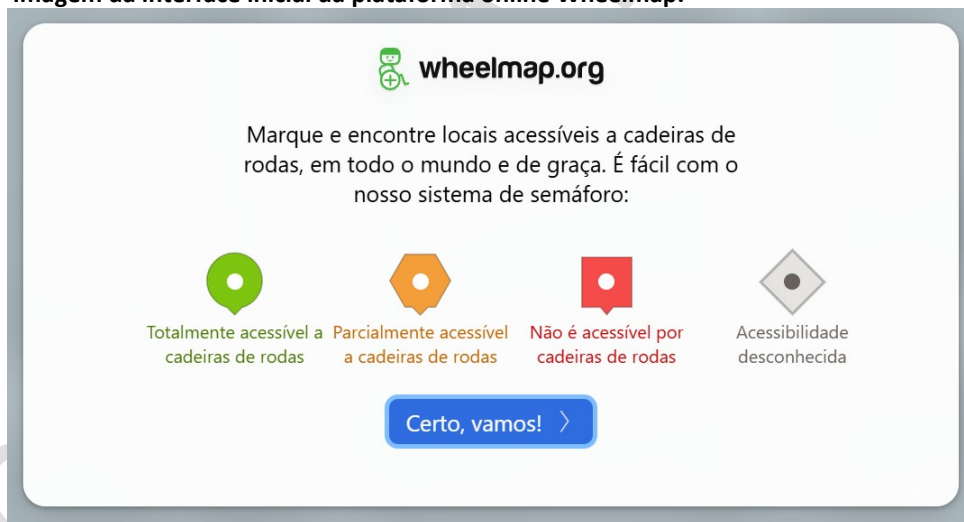 Imagem da interface inicial da plataforma online Wheelmap.
wheelmap.org
Marque e encontre locais acessíveis a cadeiras de
rodas, em todo o mundo e de graça. É fácil com o
nosso sistema de semáforo:
Totalmente acessível a
cadeiras de rodas
Parcialmente acessível
a cadeiras de rodas
Não é acessível por
cadeiras de rodas
Acessibilidade
desconhecida
Certo, vamos!